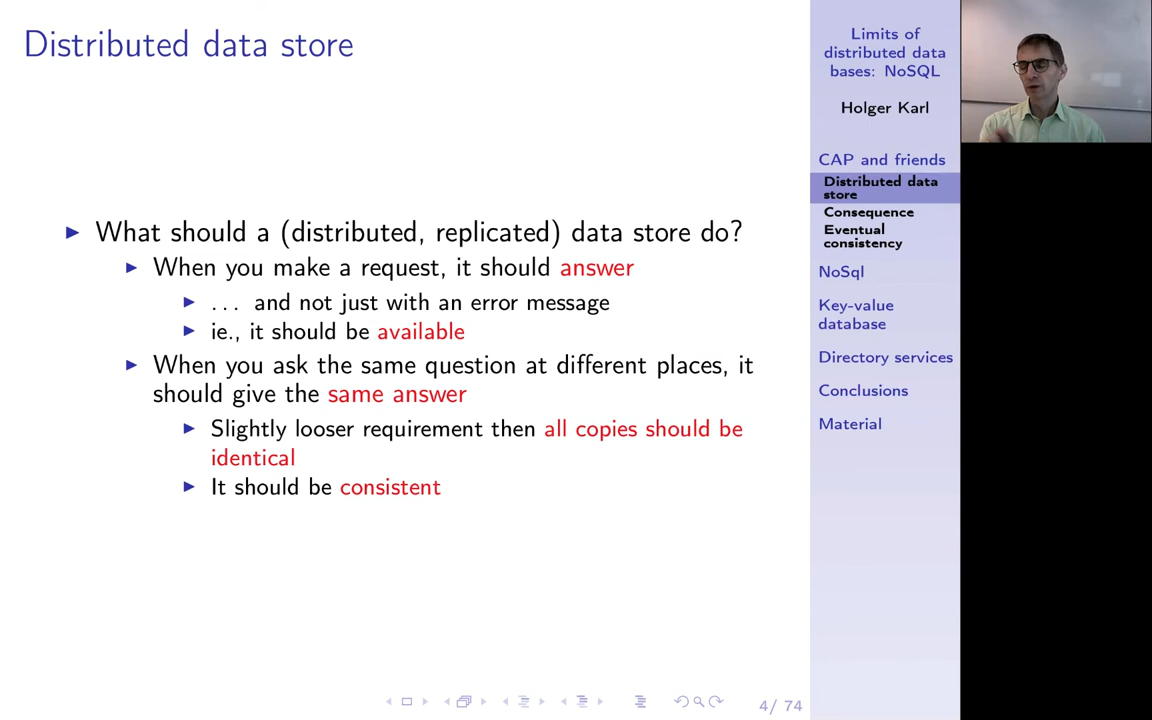 Distributed data store
What should a (distributed, replicated) data store do?
When you make a request, it should answer
... and not just with an error message
ie., it should be available
When you ask the same question at different places, it
should give the same answer
Slightly looser requirement then all copies should be
identical
It should be consistent
4/ 74
Limits of
distributed data
bases: NoSQL
Holger Karl
CAP and friends
Distributed data
store
Consequence
Eventual
consistency
NoSql
Key-value
database
Directory services
Conclusions
Material